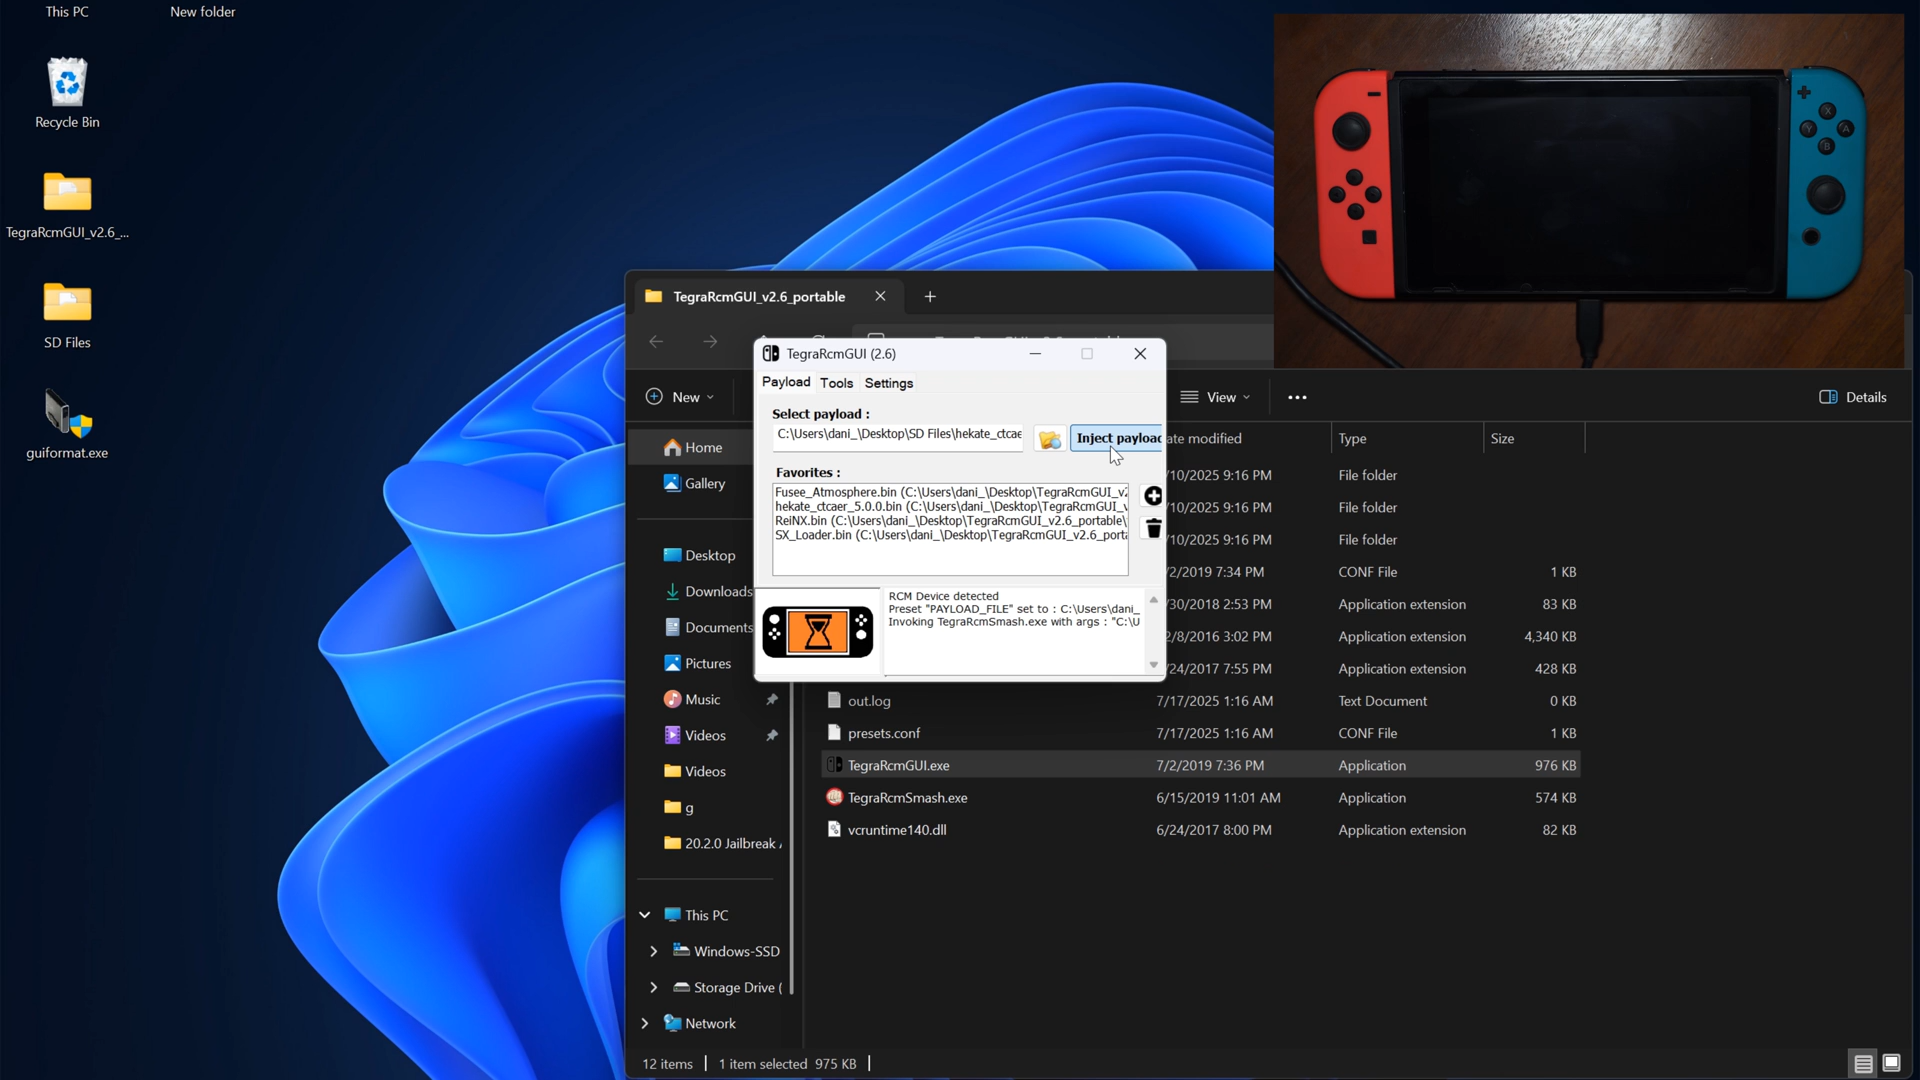 This PC
New folder
Recycle Bin
TegraRcmGUI_v2.6_...
SD Files
guiformat.exe
TegraRcmGUI_v2.6_portable
New
View
Details
TegraRcmGUI (2.6)
Payload
Tools
Settings
Select payload :
C:\Users\dani_\Desktop\SD Files\hekate_ctcae
Inject payload
Favorites :
Fusee_Atmosphere.bin (C:\Users\dani_\Desktop\TegraRcmGUI_v2
hekate_ctcaer_5.0.0.bin (C:\Users\dani_\Desktop\TegraRcmGUI_v
ReiNX.bin (C:\Users\dani_\Desktop\TegraRcmGUI_v2.6_portable\
SX_Loader.bin (C:\Users\dani_\Desktop\TegraRcmGUI_v2.6_porta
RCM Device detected
Preset "PAYLOAD_FILE" set to : C:\Users\dani_
Invoking TegraRcmSmash.exe with args : "C:\U
Home
Gallery
Desktop
Downloads
Documents
Pictures
Music
Videos
Videos
g
20.2.0 Jailbreak
This PC
Windows-SSD
Storage Drive (
Network
ate modified Type Size
/10/2025 9:16 PM File folder
/10/2025 9:16 PM File folder
/10/2025 9:16 PM File folder
/2/2019 7:34 PM CONF File 1 KB
/30/2018 2:53 PM Application extension 83 KB
2/8/2016 3:02 PM Application extension 4,340 KB
/24/2017 7:55 PM Application extension 428 KB
out.log 7/17/2025 1:16 AM Text Document 0 KB
presets.conf 7/17/2025 1:16 AM CONF File 1 KB
TegraRcmGUI.exe 7/2/2019 7:36 PM Application 976 KB
TegraRcmSmash.exe 6/15/2019 11:01 AM Application 574 KB
vcruntime140.dll 6/24/2017 8:00 PM Application extension 82 KB
12 items
1 item selected 975 KB
X
Y
A
B